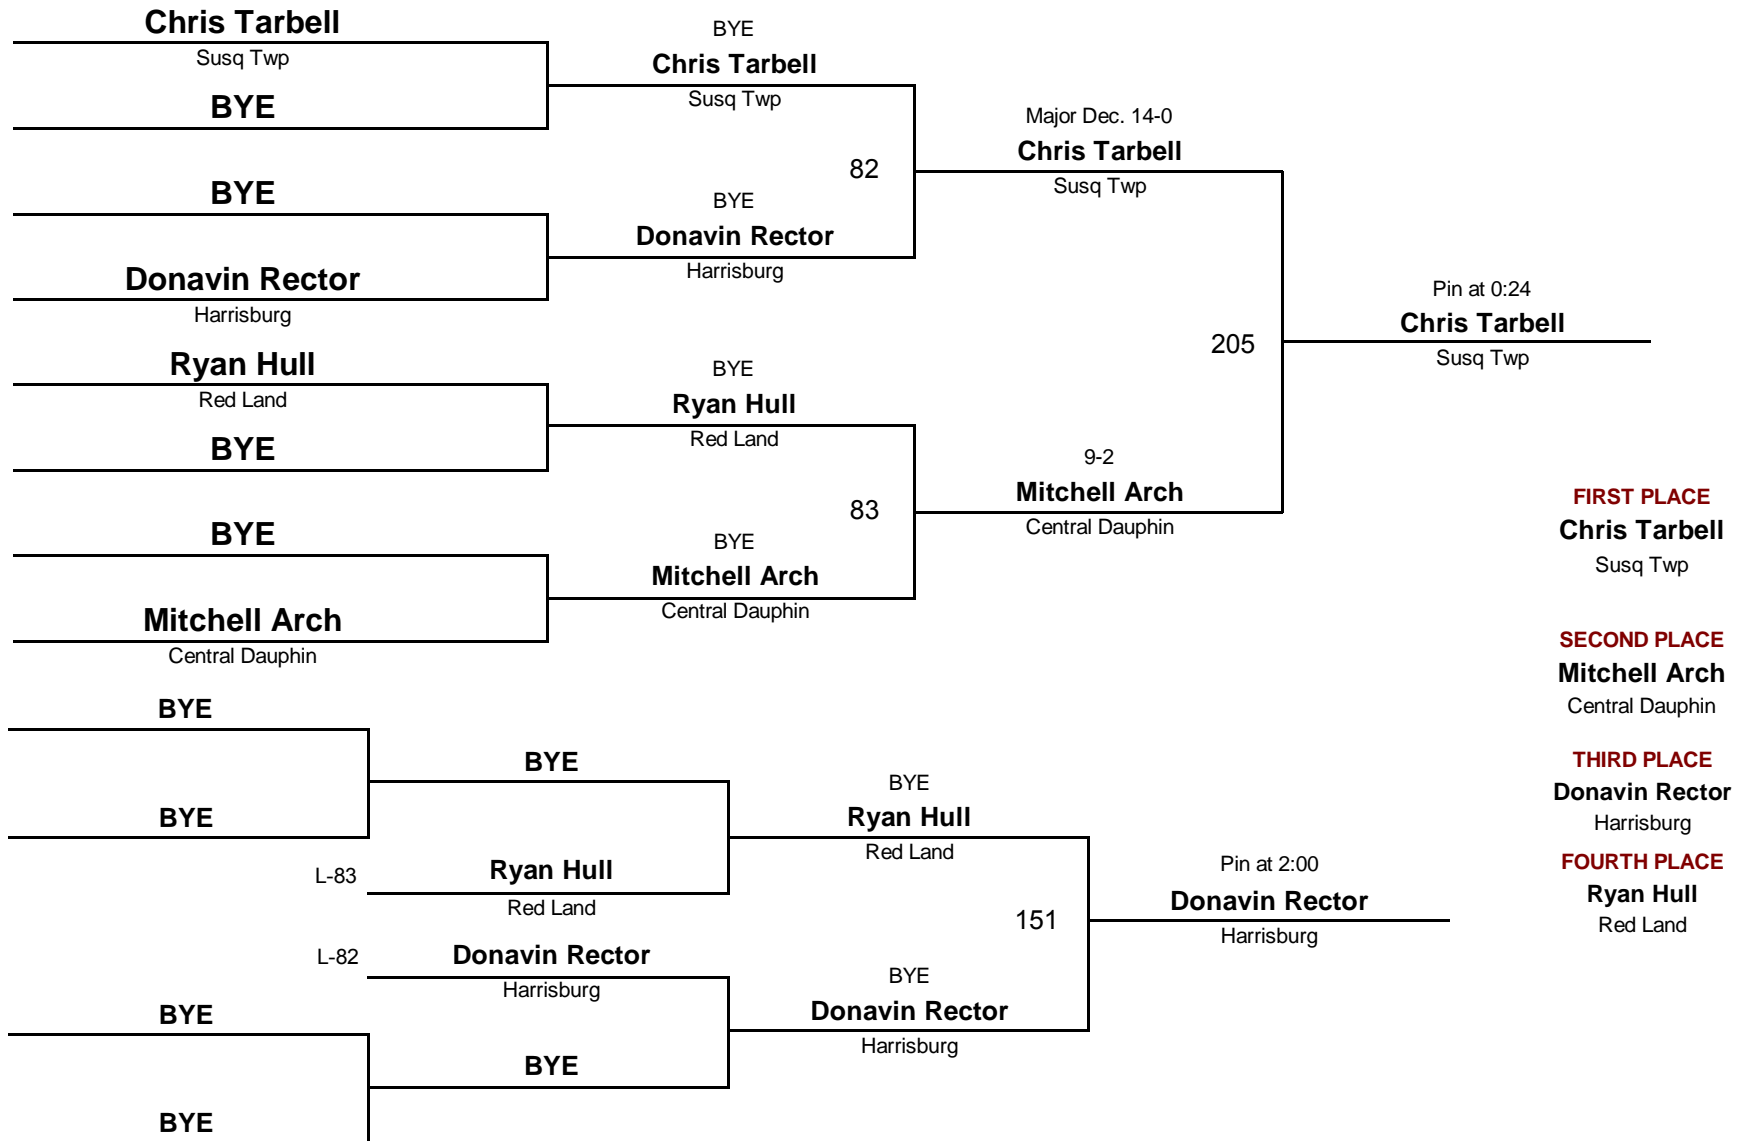 Chris Tarbell
Susq Twp
BYE
BYE
Donavin Rector
Harrisburg
Ryan Hull
Red Land
BYE
BYE
Mitchell Arch
Central Dauphin
BYE
Chris Tarbell
Susq Twp
82
BYE
Donavin Rector
Harrisburg
BYE
Ryan Hull
Red Land
83
BYE
Mitchell Arch
Central Dauphin
Major Dec. 14-0
Chris Tarbell
Susq Twp
205
9-2
Mitchell Arch
Central Dauphin
Pin at 0:24
Chris Tarbell
Susq Twp
FIRST PLACE
Chris Tarbell
Susq Twp
SECOND PLACE
Mitchell Arch
Central Dauphin
THIRD PLACE
Donavin Rector
Harrisburg
FOURTH PLACE
Ryan Hull
Red Land
BYE
BYE
BYE
BYE
BYE
L-83
Ryan Hull
Red Land
L-82
Donavin Rector
Harrisburg
BYE
BYE
Ryan Hull
Red Land
151
BYE
Donavin Rector
Harrisburg
Pin at 2:00
Donavin Rector
Harrisburg